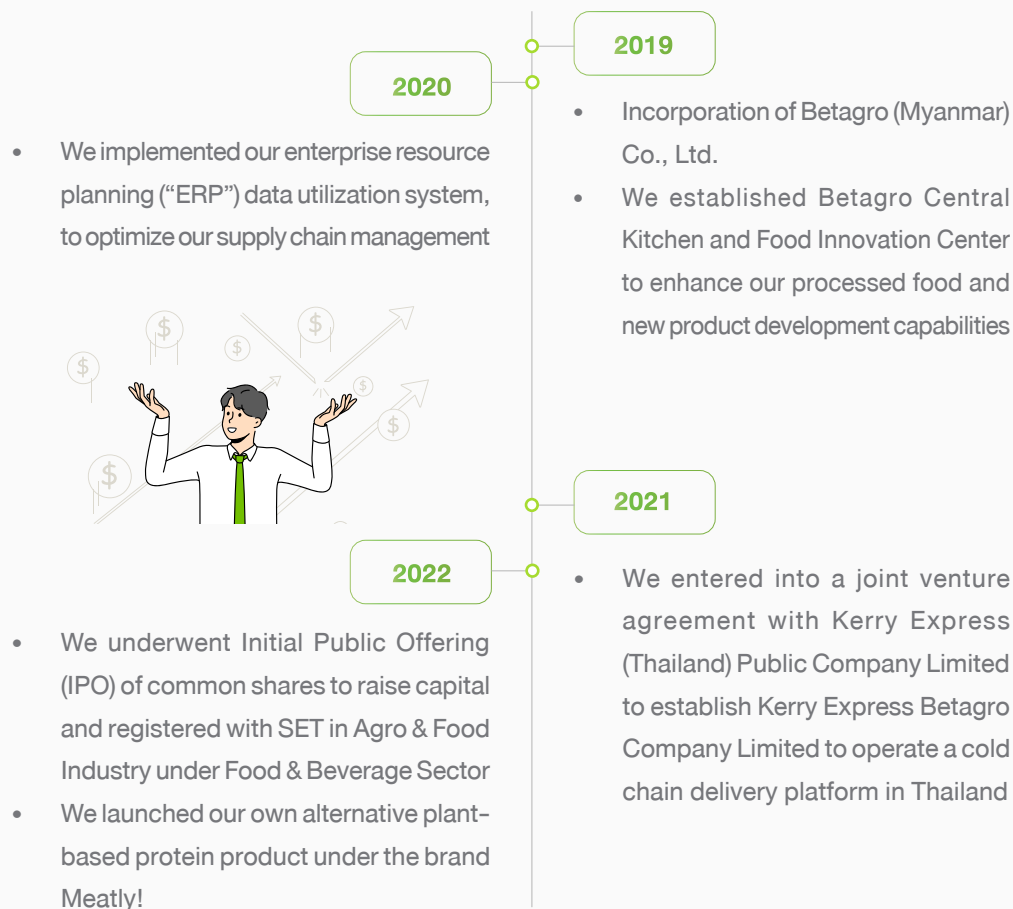 2019
• Incorporation of Betagro (Myanmar)
Co., Ltd.
• We established Betagro Central
Kitchen and Food Innovation Center
to enhance our processed food and
new product development capabilities
2020
• We implemented our enterprise resource
planning (“ERP”) data utilization system,
to optimize our supply chain management
$
$
$
$
$
$
$
2021
• We entered into a joint venture
agreement with Kerry Express
(Thailand) Public Company Limited
to establish Kerry Express Betagro
Company Limited to operate a cold
chain delivery platform in Thailand
2022
• We underwent Initial Public Offering
(IPO) of common shares to raise capital
and registered with SET in Agro & Food
Industry under Food & Beverage Sector
• We launched our own alternative plant-
based protein product under the brand
Meatly!